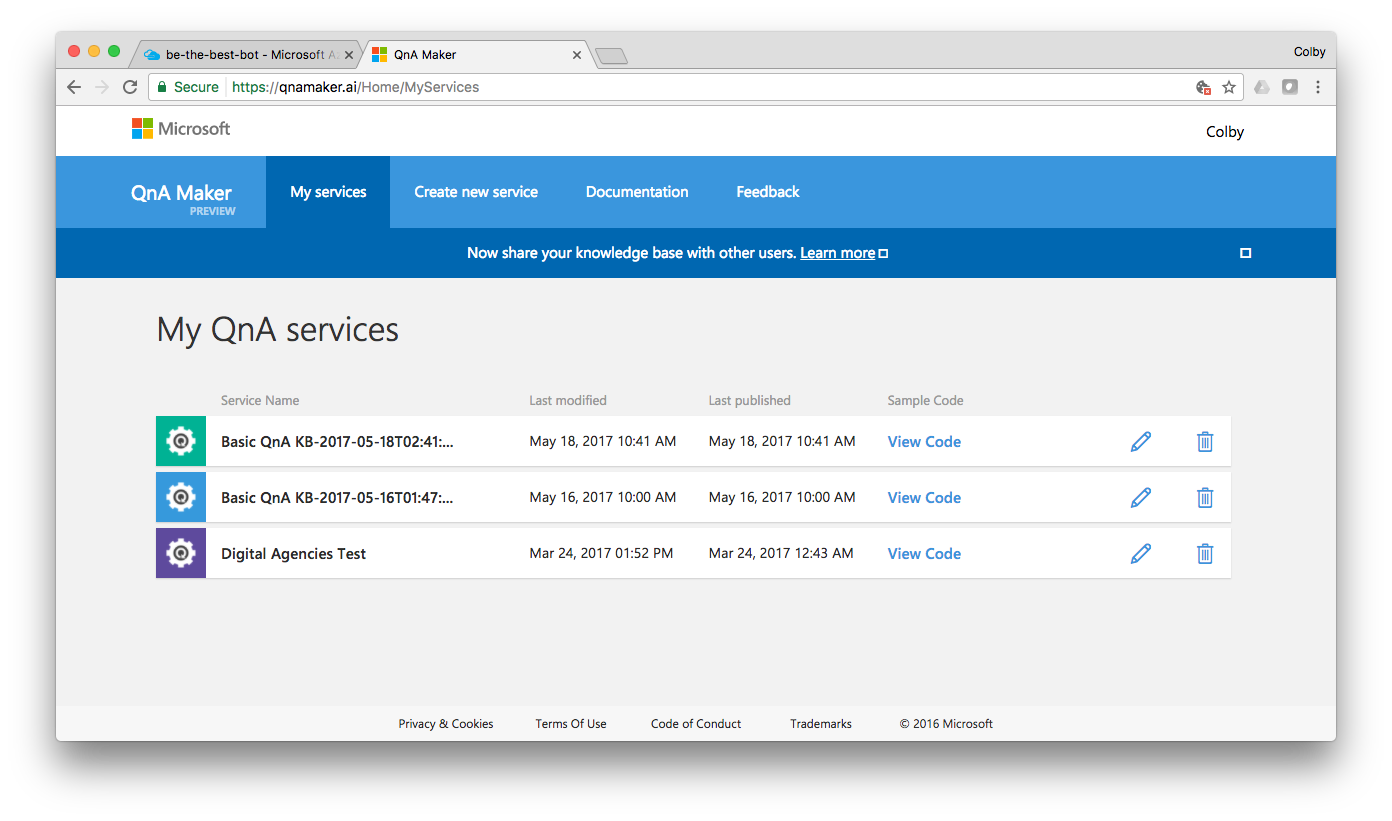 be-the-best-bot - Microsoft A
QnA Maker
Colby
Secure https://qnamaker.ai/Home/MyServices
Microsoft
Colby
QnA Maker
PREVIEW
My services Create new service Documentation Feedback
Now share your knowledge base with other users. Learn more
My QnA services
Service Name Last modified Last published Sample Code
Basic QnA KB-2017-05-18T02:41:... May 18, 2017 10:41 AM May 18, 2017 10:41 AM View Code
Basic QnA KB-2017-05-16T01:47:... May 16, 2017 10:00 AM May 16, 2017 10:00 AM View Code
Digital Agencies Test Mar 24, 2017 01:52 PM Mar 24, 2017 12:43 AM View Code
Privacy & Cookies Terms Of Use Code of Conduct Trademarks © 2016 Microsoft